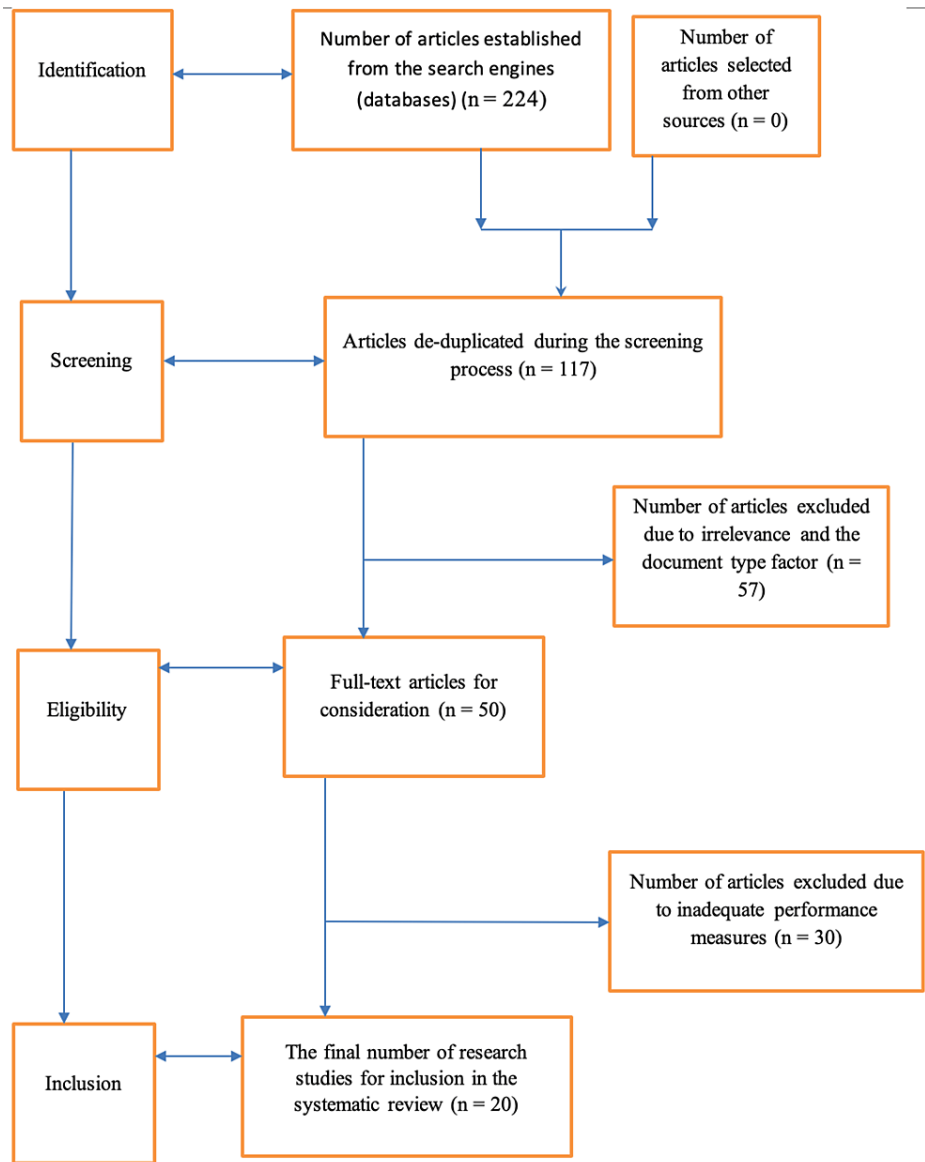 Identification
Number of articles established
from the search engines
(databases) (n = 224)
Number of
articles selected
from other
sources (n = 0)
Screening
Articles de-duplicated during the screening
process (n = 117)
Number of articles excluded
due to irrelevance and the
document type factor (n =
57)
Eligibility
Full-text articles for
consideration (n = 50)
Number of articles excluded due
to inadequate performance
measures (n = 30)
Inclusion
The final number of research
studies for inclusion in the
systematic review (n = 20)